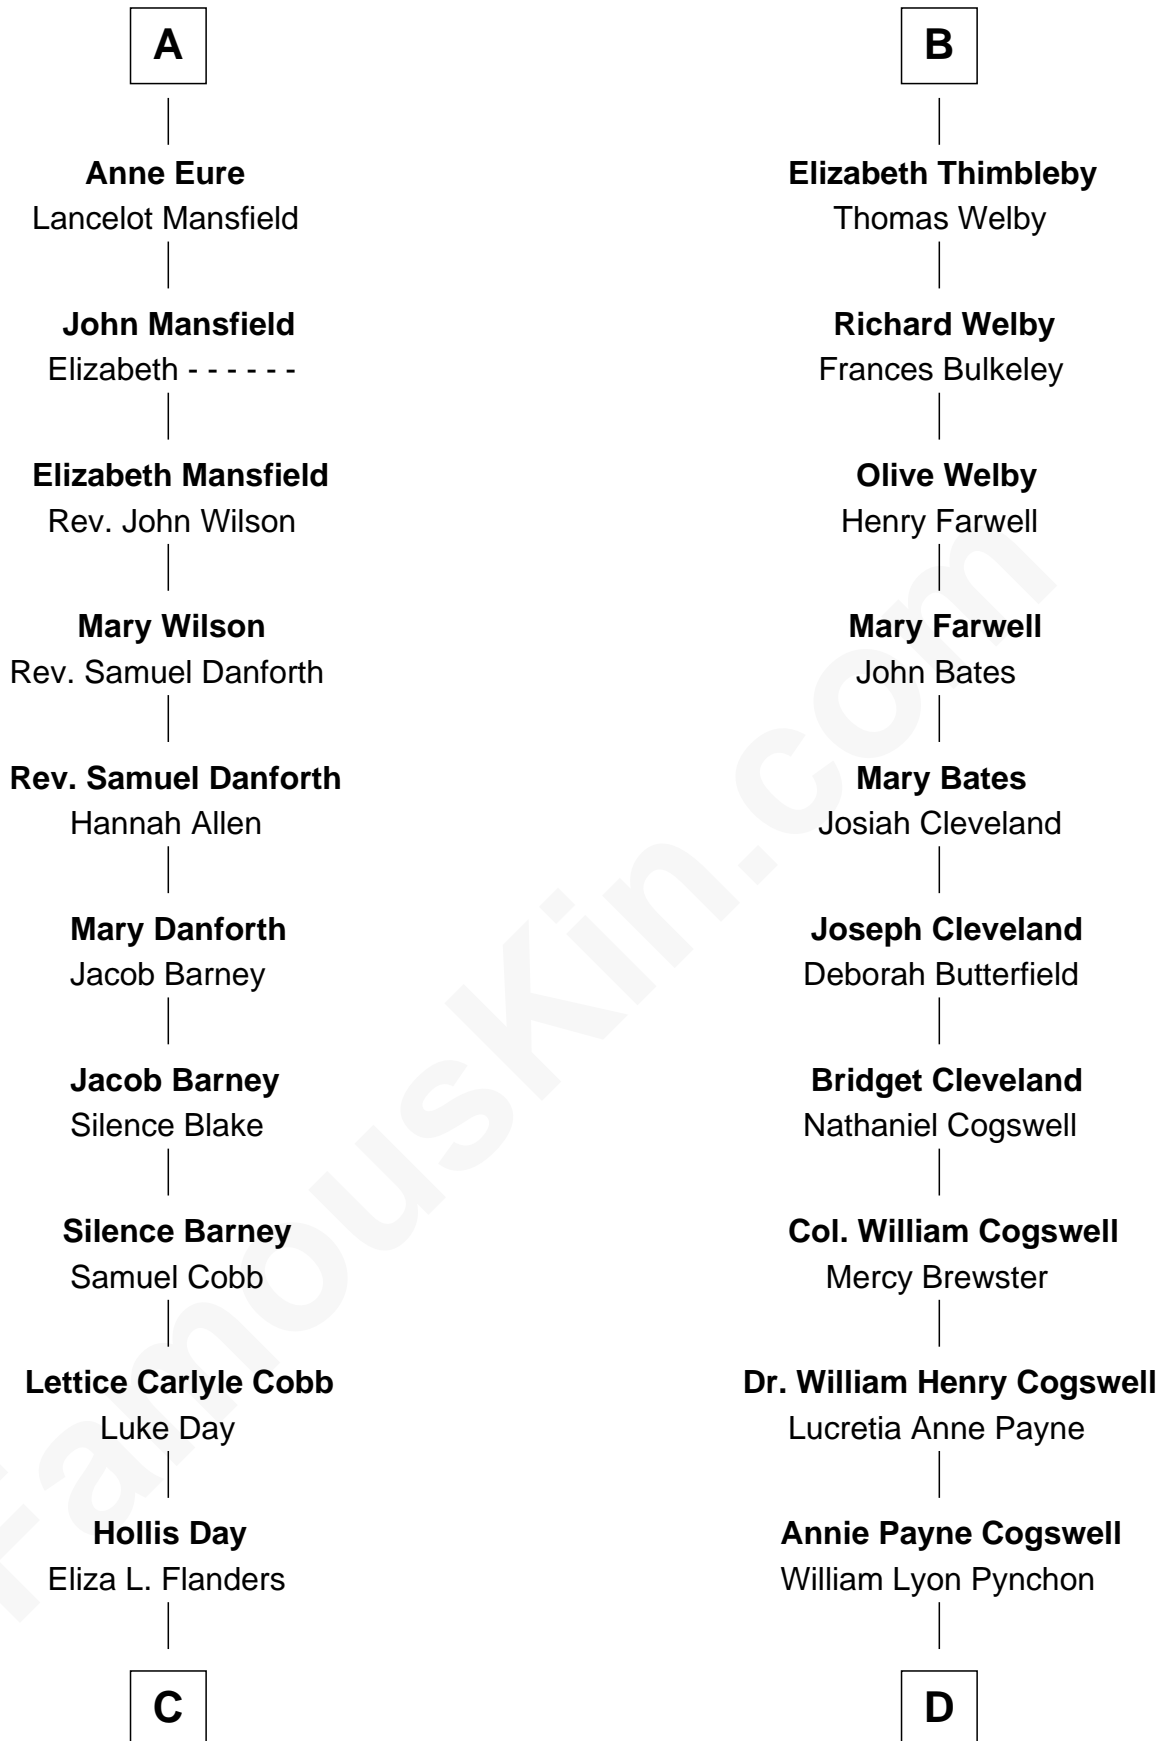 A
Anne Eure
Lancelot Mansfield
John Mansfield
Elizabeth - - - - - -
Elizabeth Mansfield
Rev. John Wilson
Mary Wilson
Rev. Samuel Danforth
Rev. Samuel Danforth
Hannah Allen
Mary Danforth
Jacob Barney
Jacob Barney
Silence Blake
Silence Barney
Samuel Cobb
Lettice Carlyle Cobb
Luke Day
Hollis Day
Eliza L. Flanders
C
B
Elizabeth Thimbleby
Thomas Welby
Richard Welby
Frances Bulkeley
Olive Welby
Henry Farwell
Mary Farwell
John Bates
Mary Bates
Josiah Cleveland
Joseph Cleveland
Deborah Butterfield
Bridget Cleveland
Nathaniel Cogswell
Col. William Cogswell
Mercy Brewster
Dr. William Henry Cogswell
Lucretia Anne Payne
Annie Payne Cogswell
William Lyon Pynchon
D
FamousKin.com